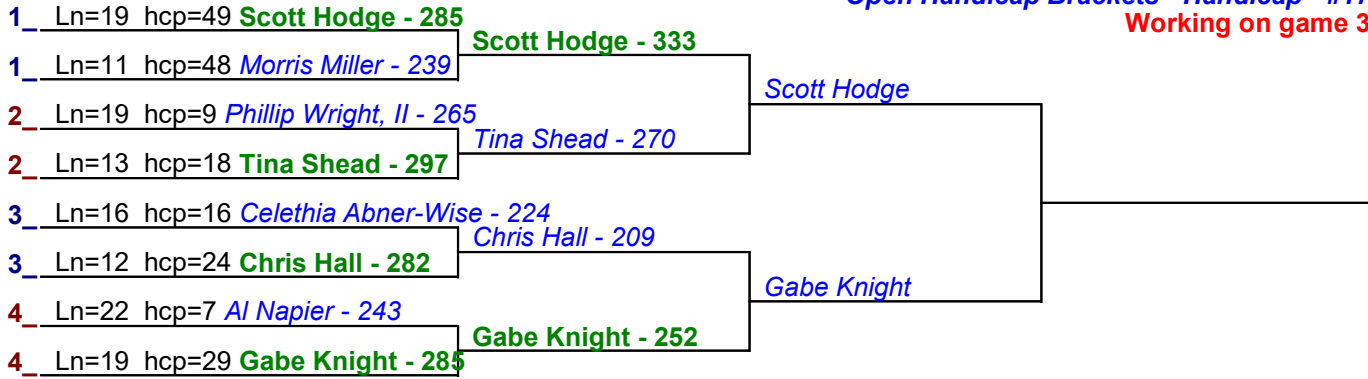 Open Handicap Brackets - Handicap -
Working on game 3
1_ Ln=19 hcp=49 Scott Hodge - 285
Scott Hodge - 333
1_ Ln=11 hcp=48 Morris Miller - 239
Scott Hodge
2_ Ln=19 hcp=9 Phillip Wright, II - 265
Tina Shead - 270
2_ Ln=13 hcp=18 Tina Shead - 297
3_ Ln=16 hcp=16 Celethia Abner-Wise - 224
Chris Hall - 209
3_ Ln=12 hcp=24 Chris Hall - 282
Gabe Knight
4_ Ln=22 hcp=7 Al Napier - 243
Gabe Knight - 252
4_ Ln=19 hcp=29 Gabe Knight - 285